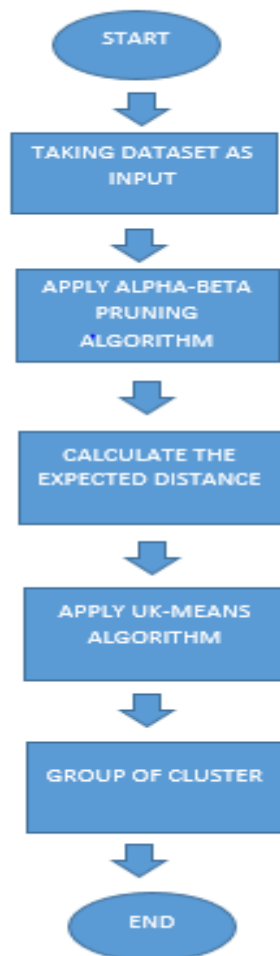 START
TAKING DATASET AS
INPUT
APPLY ALPHA-BETA
PRUNING
ALGORITHM
CALCULATE THE
EXPECTED DISTANCE
APPLY UK-MEANS
ALGORITHM
GROUP OF CLUSTER
END